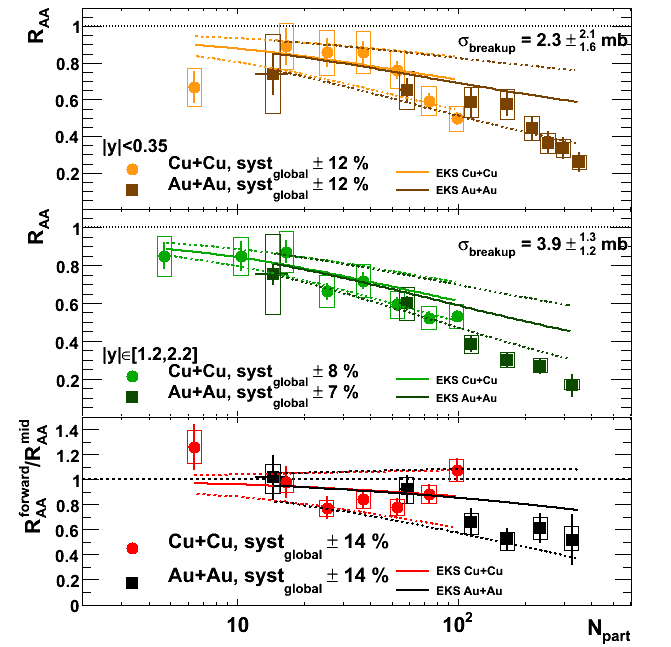 R_AA
1
0.8
0.6
0.4
0.2
σ_breakup = 2.3 ± ^2.1 _1.6 mb
|y|<0.35
Cu+Cu, syst_global ± 12 %
Au+Au, syst_global ± 12 %
EKS Cu+Cu
EKS Au+Au
R_AA
1
0.8
0.6
0.4
0.2
σ_breakup = 3.9 ± ^1.3 _1.2 mb
|y|∈[1.2,2.2]
Cu+Cu, syst_global ± 8 %
Au+Au, syst_global ± 7 %
EKS Cu+Cu
EKS Au+Au
R_AA^forward/R_AA^mid
1.4
1.2
1
0.8
0.6
0.4
0.2
0
Cu+Cu, syst_global ± 14 %
Au+Au, syst_global ± 14 %
EKS Cu+Cu
EKS Au+Au
10 10^2
N_part